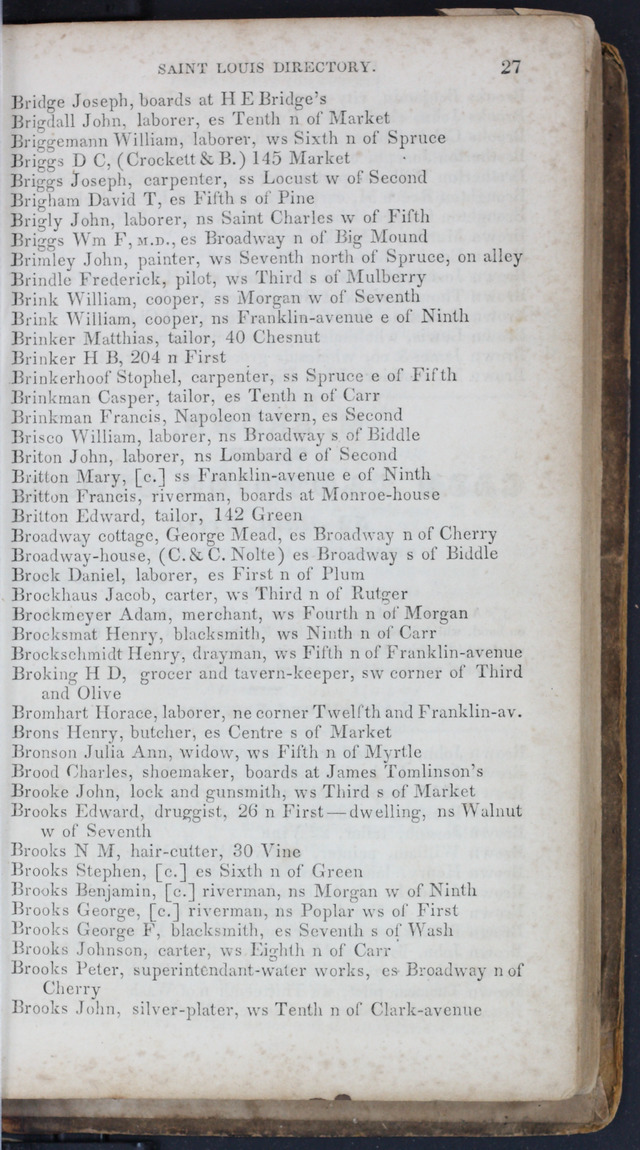 SAINT LOUIS DIRECTORY. 27
Bridge Joseph, boards at H E Bridge's
Brigdall John, laborer, es Tenth n of Market
Briggemann William, laborer, ws Sixth n of Spruce
Briggs D C, (Crockett & B.) 145 Market
Briggs Joseph, carpenter, ss Locust w of Second
Brigham David T, es Fifth s of Pine
Brigly John, laborer, ns Saint Charles w of Fifth
Briggs Wm F, M.D., es Broadway n of Big Mound
Brimley John, painter, ws Seventh north of Spruce, on alley
Brindle Frederick, pilot, ws Third s of Mulberry
Brink William, cooper, ss Morgan w of Seventh
Brink William, cooper, ns Franklin-avenue e of Ninth
Brinker Matthias, tailor, 40 Chesnut
Brinker H B, 204 n First
Brinkerhoof Stophel, carpenter, ss Spruce e of Fifth
Brinkman Casper, tailor, es Tenth n of Carr
Brinkman Francis, Napoleon tavern, es Second
Brisco William, laborer, ns Broadway s of Biddle
Briton John, laborer, ns Lombard e of Second
Britton Mary, [c.] ss Franklin-avenue e of Ninth
Britton Francis, riverman, boards at Monroe-house
Britton Edward, tailor, 142 Green
Broadway cottage, George Mead, es Broadway n of Cherry
Broadway-house, (C. & C. Nolte) es Broadway s of Biddle
Brock Daniel, laborer, es First n of Plum
Brockhaus Jacob, carter, ws Third n of Rutger
Brockmeyer Adam, merchant, ws Fourth n of Morgan
Brocksmat Henry, blacksmith, ws Ninth n of Carr
Brockschmidt Henry, drayman, ws Fifth n of Franklin-avenue
Broking H D, grocer and tavern-keeper, sw corner of Third
and Olive
Bromhart Horace, laborer, ne corner Twelfth and Franklin-av.
Brons Henry, butcher, es Centre s of Market
Bronson Julia Ann, widow, ws Fifth n of Myrtle
Brood Charles, shoemaker, boards at James Tomlinson's
Brooke John, lock and gunsmith, ws Third s of Market
Brooks Edward, druggist, 26 n First—dwelling, ns Walnut
w of Seventh
Brooks N M, hair-cutter, 30 Vine
Brooks Stephen, [c.] es Sixth n of Green
Brooks Benjamin, [c.] riverman, ns Morgan w of Ninth
Brooks George, [c.] riverman, ns Poplar ws of First
Brooks George F, blacksmith, es Seventh s of Wash
Brooks Johnson, carter, ws Eighth n of Carr
Brooks Peter, superintendant-water works, es Broadway n of
Cherry
Brooks John, silver-plater, ws Tenth n of Clark-avenue